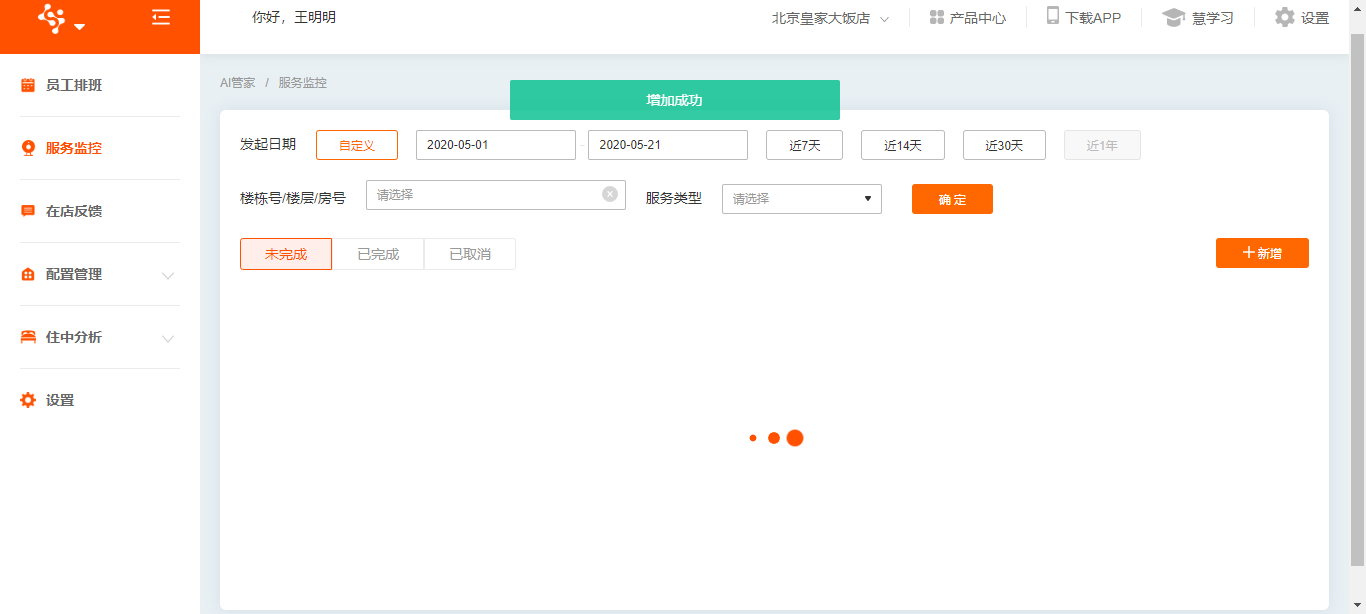 你好，王明明
北京皇家大饭店
产品中心
下载APP
慧学习
设置
员工排班
服务监控
在店反馈
配置管理
住中分析
设置
AI管家 / 服务监控
增加成功
发起日期 自定义 2020-05-01 - 2020-05-21 近7天 近14天 近30天 近1年
楼栋号/楼层/房号 请选择 服务类型 请选择 确 定
未完成 已完成 已取消 新增